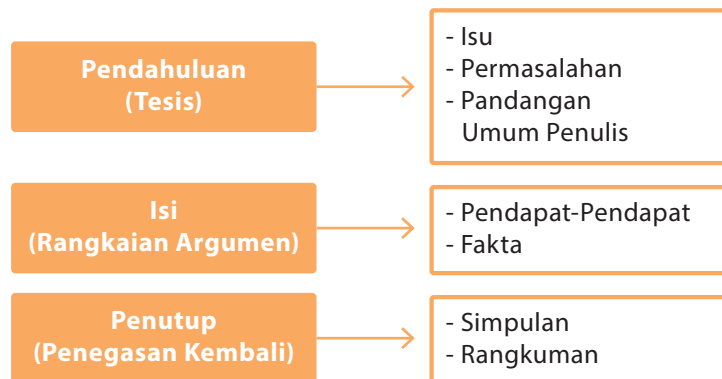 Pendahuluan
(Tesis)
- Isu
- Permasalahan
- Pandangan
Umum Penulis
Isi
(Rangkaian Argumen)
- Pendapat-Pendapat
- Fakta
Penutup
(Penegasan Kembali)
- Simpulan
- Rangkuman